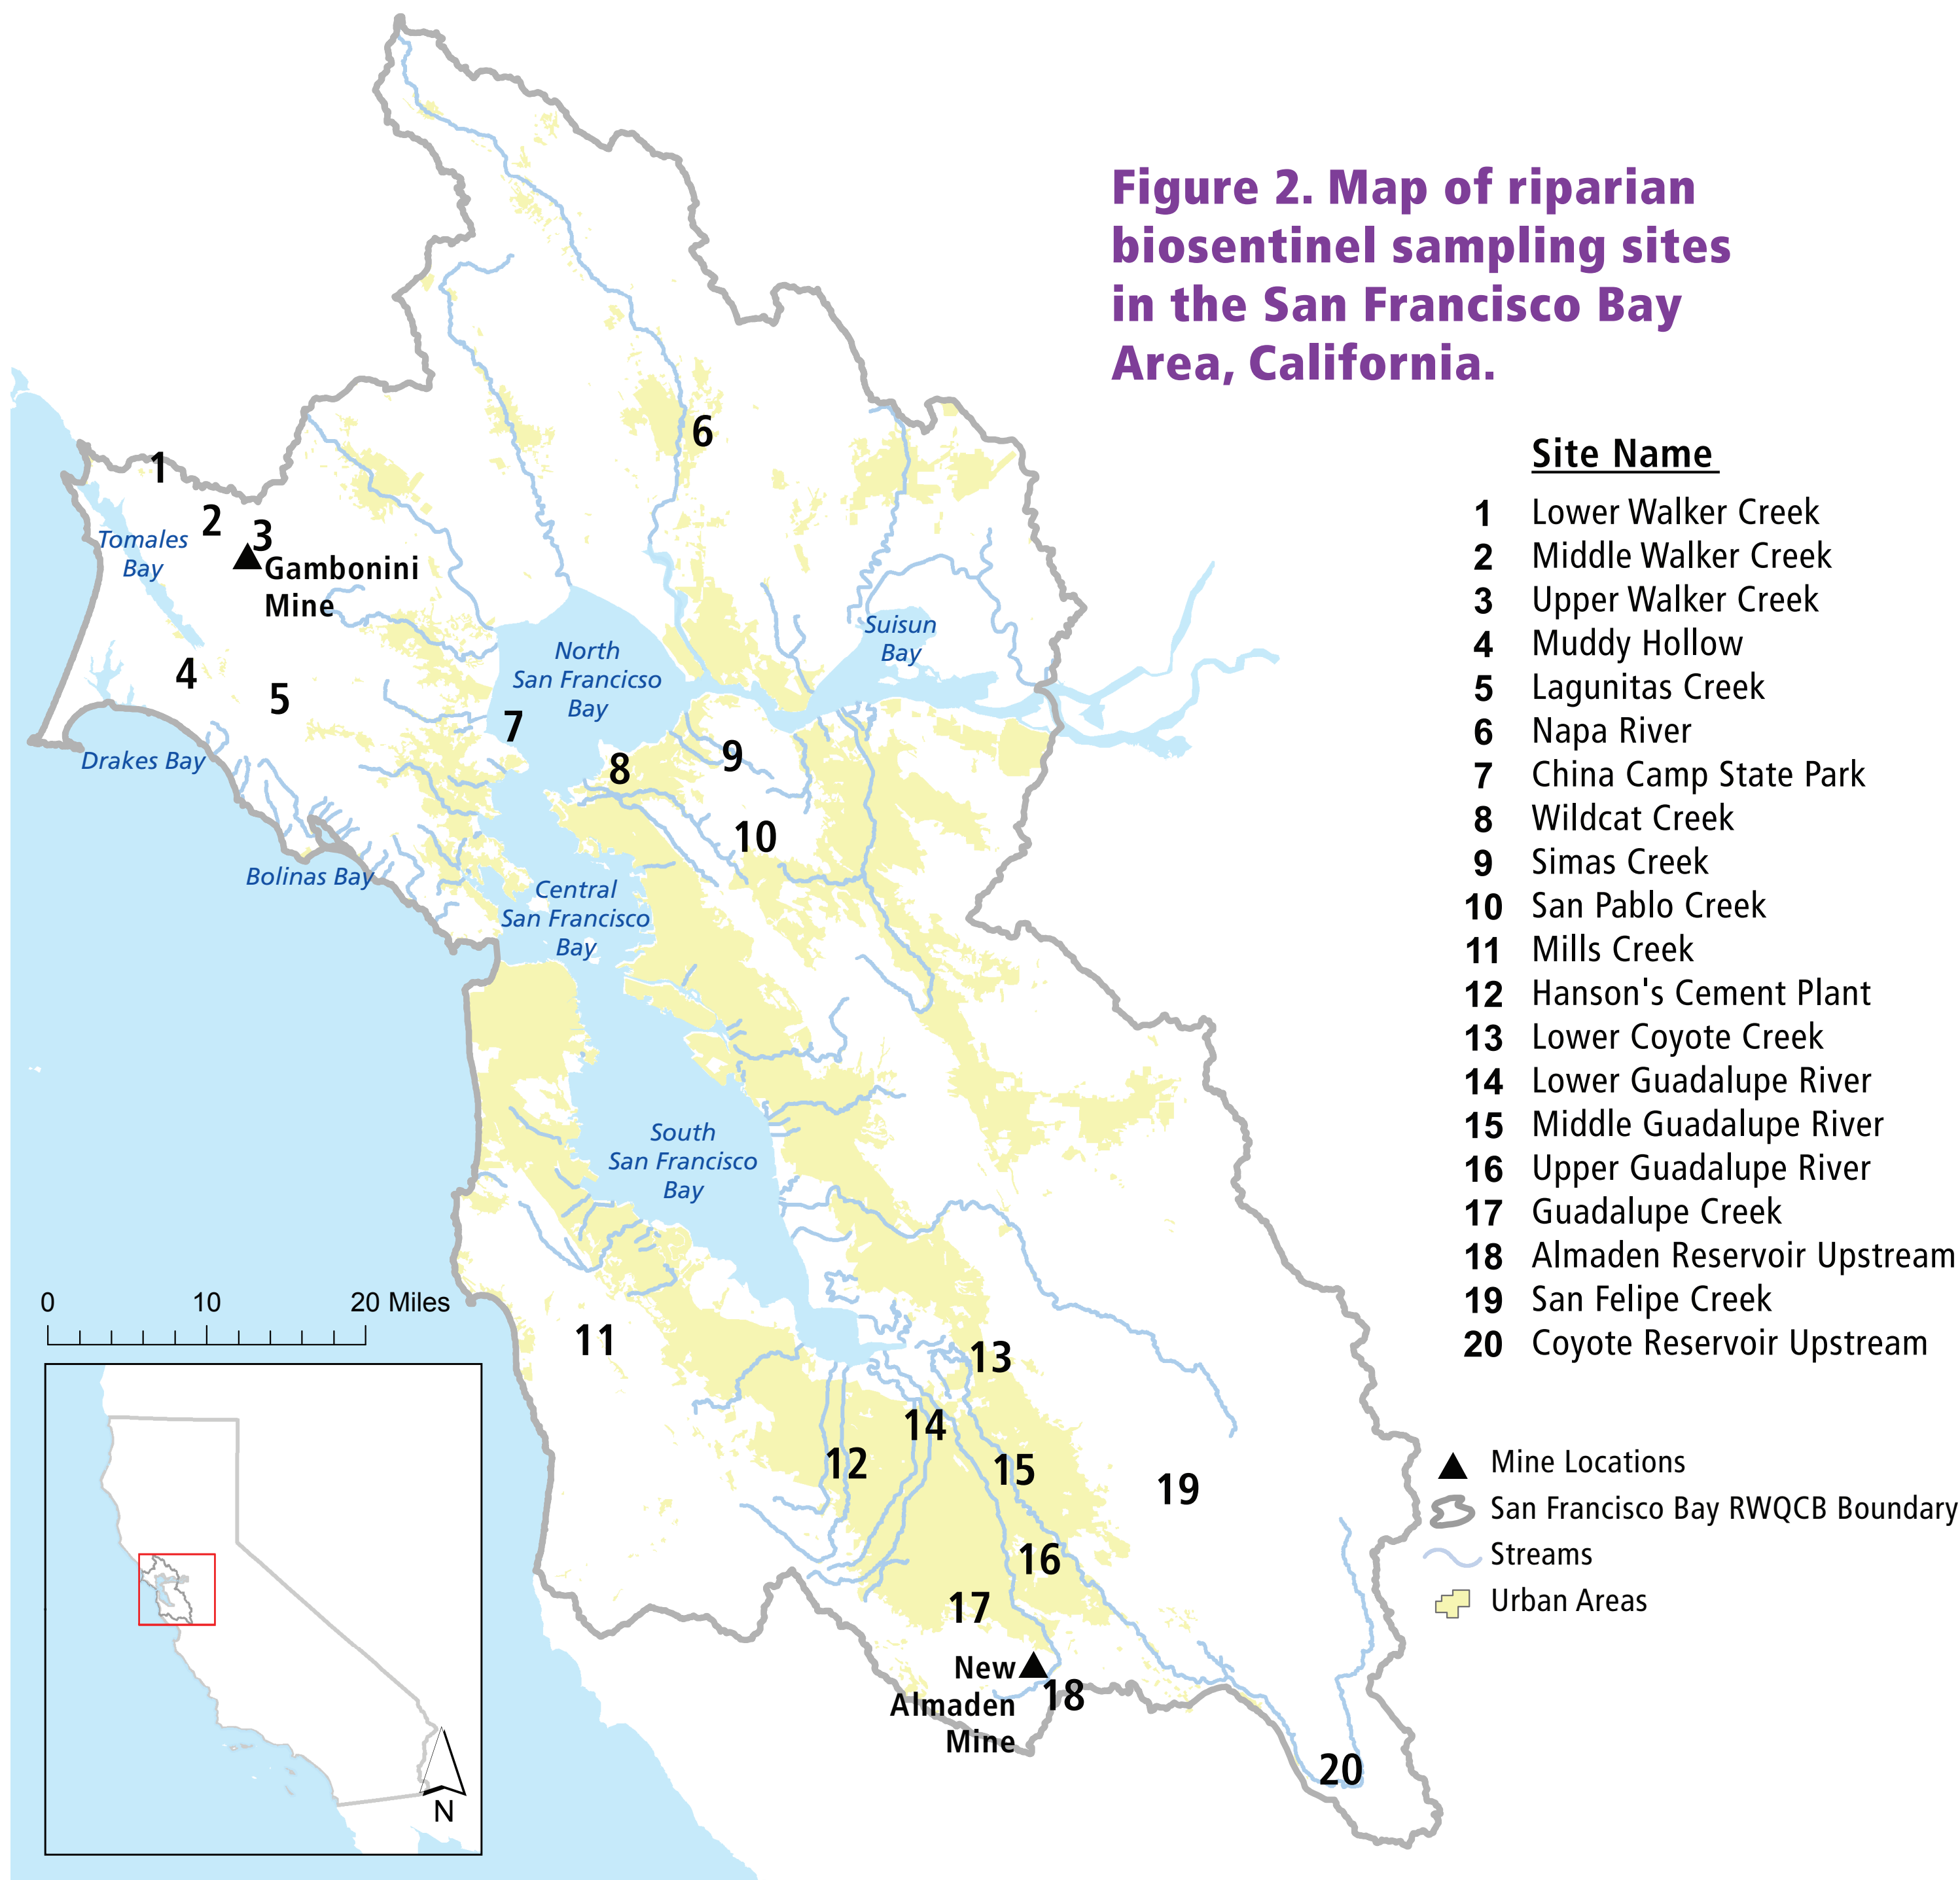 Figure 2. Map of riparian
biosentinel sampling sites
in the San Francisco Bay
Area, California.
Site Name
1 Lower Walker Creek
2 Middle Walker Creek
3 Upper Walker Creek
4 Muddy Hollow
5 Lagunitas Creek
6 Napa River
7 China Camp State Park
8 Wildcat Creek
9 Simas Creek
10 San Pablo Creek
11 Mills Creek
12 Hanson's Cement Plant
13 Lower Coyote Creek
14 Lower Guadalupe River
15 Middle Guadalupe River
16 Upper Guadalupe River
17 Guadalupe Creek
18 Almaden Reservoir Upstream
19 San Felipe Creek
20 Coyote Reservoir Upstream
Mine Locations
San Francisco Bay RWQCB Boundary
Streams
Urban Areas
6
1
2
3
Tomales
Bay
Gambonini
Mine
4
5
North
San Francicso
Bay
Suisun
Bay
7
8
9
Drakes Bay
10
Bolinas Bay
Central
San Francisco
Bay
South
San Francisco
Bay
0 10 20 Miles
11
13
14
12
15
19
16
17
New
Almaden
Mine
18
20
N